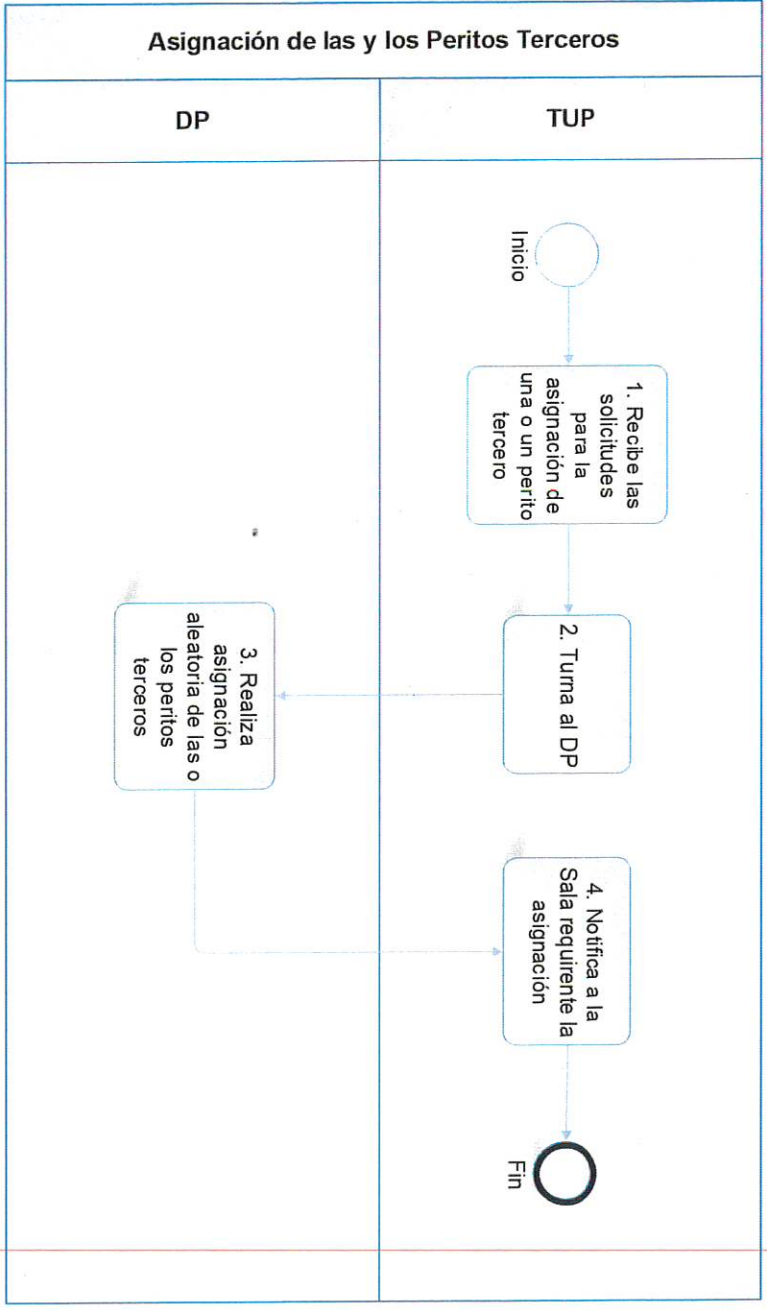 Asignación de las y los Peritos Terceros
DP
TUP
Inicio
1. Recibe las
solicitudes
para la
asignación de
una o un perito
tercero
2. Turna al DP
3. Realiza
asignación
aleatoria de las o
los peritos
terceros
4. Notifica a la
Sala requirente la
asignación
Fin